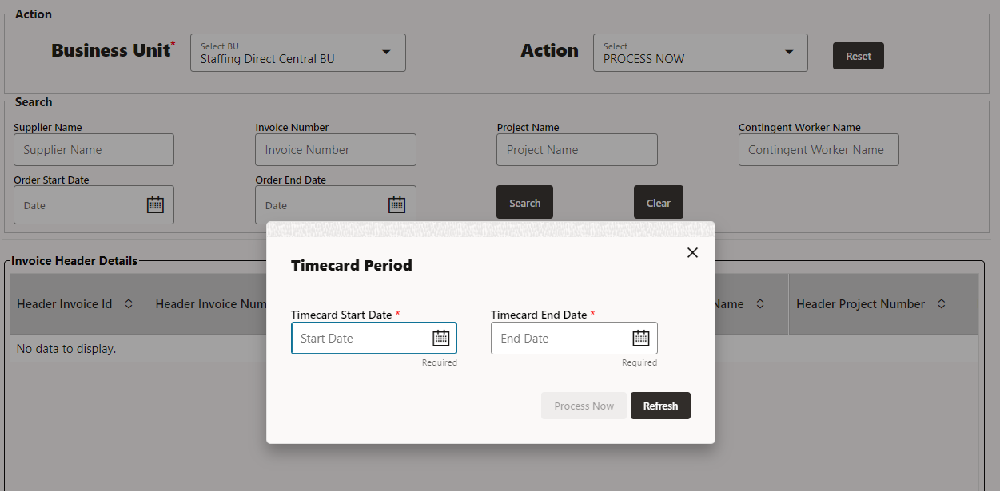 Action
Business Unit*
Select BU
Staffing Direct Central BU
Action
Select
PROCESS NOW
Reset
Search
Supplier Name
Invoice Number
Project Name
Contingent Worker Name
Supplier Name
Invoice Number
Project Name
Contingent Worker Name
Order Start Date
Order End Date
Date
Date
Search
Clear
Invoice Header Details
Header Invoice Id
Header Invoice Num
Name
Header Project Number
No data to display.
Timecard Period
Timecard Start Date *
Timecard End Date *
Start Date
End Date
Required
Required
Process Now
Refresh